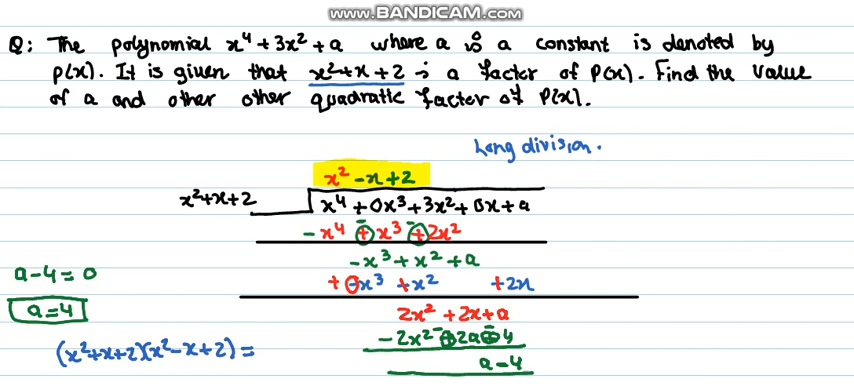 www.BANDICAM.com
Q: The polynomial x⁴ + 3x² + a where a is a constant is denoted by
p(x). It is given that x²+x+2 is a factor of P(x). Find the value
of a and other other quadratic factor of P(x).
Long division.
x² -x+2
x²+x+2
x⁴ + 0x³ + 3x² + 0x + a
- x⁴ + x³ + 2x²
-x³ + x² + a
a-4 = 0
+ -x³ + x² + 2x
a=4
2x² + 2x + a
- 2x² + 2a + 4
(x²+x+2)(x²-x+2) =
a-4